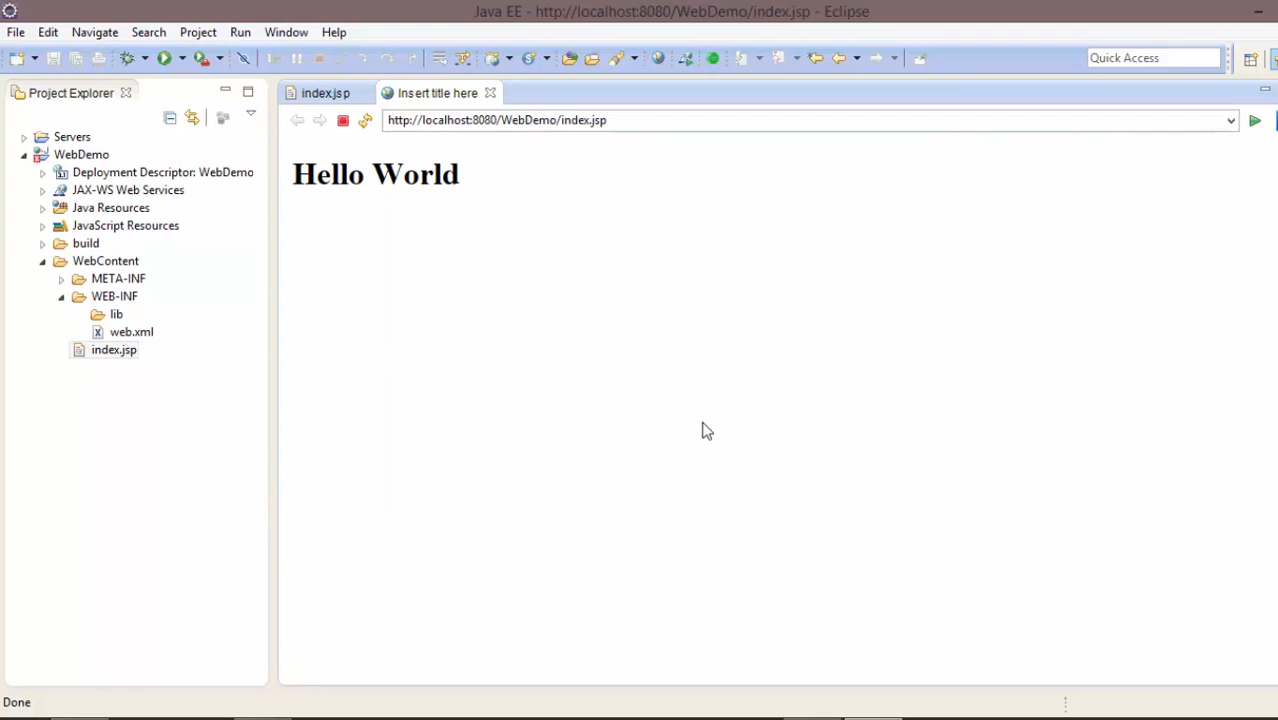 Java EE - http://localhost:8080/WebDemo/index.jsp - Eclipse
File Edit Navigate Search Project Run Window Help
Quick Access
Project Explorer
index.jsp
Insert title here
http://localhost:8080/WebDemo/index.jsp
Servers
WebDemo
Deployment Descriptor: WebDemo
JAX-WS Web Services
Java Resources
JavaScript Resources
build
WebContent
META-INF
WEB-INF
lib
web.xml
index.jsp
Hello World
Done